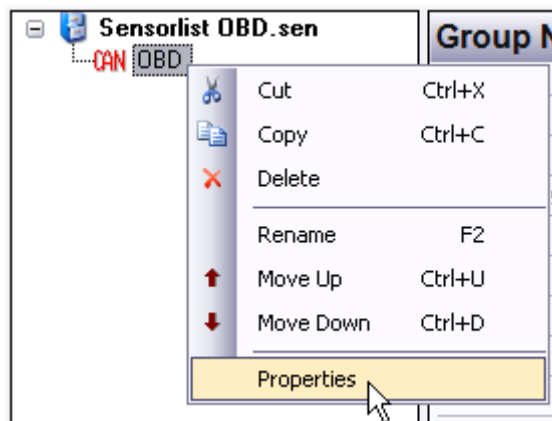 Sensorlist OBD.sen
CAN OBD
Group
Cut Ctrl+X
Copy Ctrl+C
Delete
Rename F2
Move Up Ctrl+U
Move Down Ctrl+D
Properties